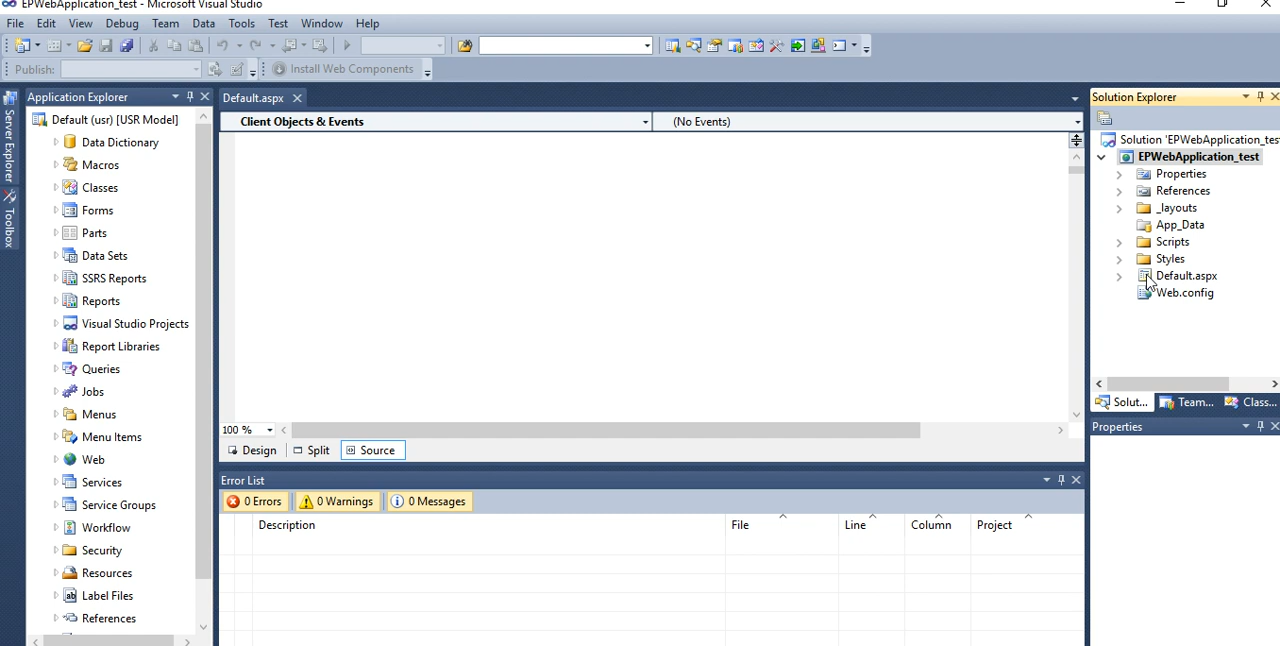 EPWebApplication_test - Microsoft Visual Studio
File Edit View Debug Team Data Tools Test Window Help
Publish: Install Web Components
Server Explorer
Toolbox
Application Explorer
Default (usr) [USR Model]
Data Dictionary
Macros
Classes
Forms
Parts
Data Sets
SSRS Reports
Reports
Visual Studio Projects
Report Libraries
Queries
Jobs
Menus
Menu Items
Web
Services
Service Groups
Workflow
Security
Resources
Label Files
References
Default.aspx
Client Objects & Events (No Events)
100 %
Design Split Source
Error List
0 Errors 0 Warnings 0 Messages
Description File Line Column Project
Solution Explorer
Solution 'EPWebApplication_test
EPWebApplication_test
Properties
References
_layouts
App_Data
Scripts
Styles
Default.aspx
Web.config
Solut... Team... Class...
Properties